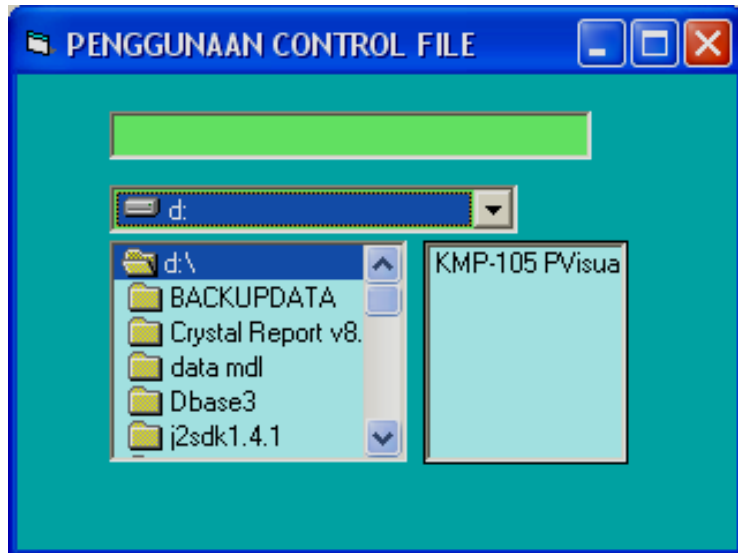 PENGGUNAAN CONTROL FILE
d:
d:\
BACKUPDATA
Crystal Report v8.
data mdl
Dbase3
j2sdk1.4.1
KMP-105 PVisua